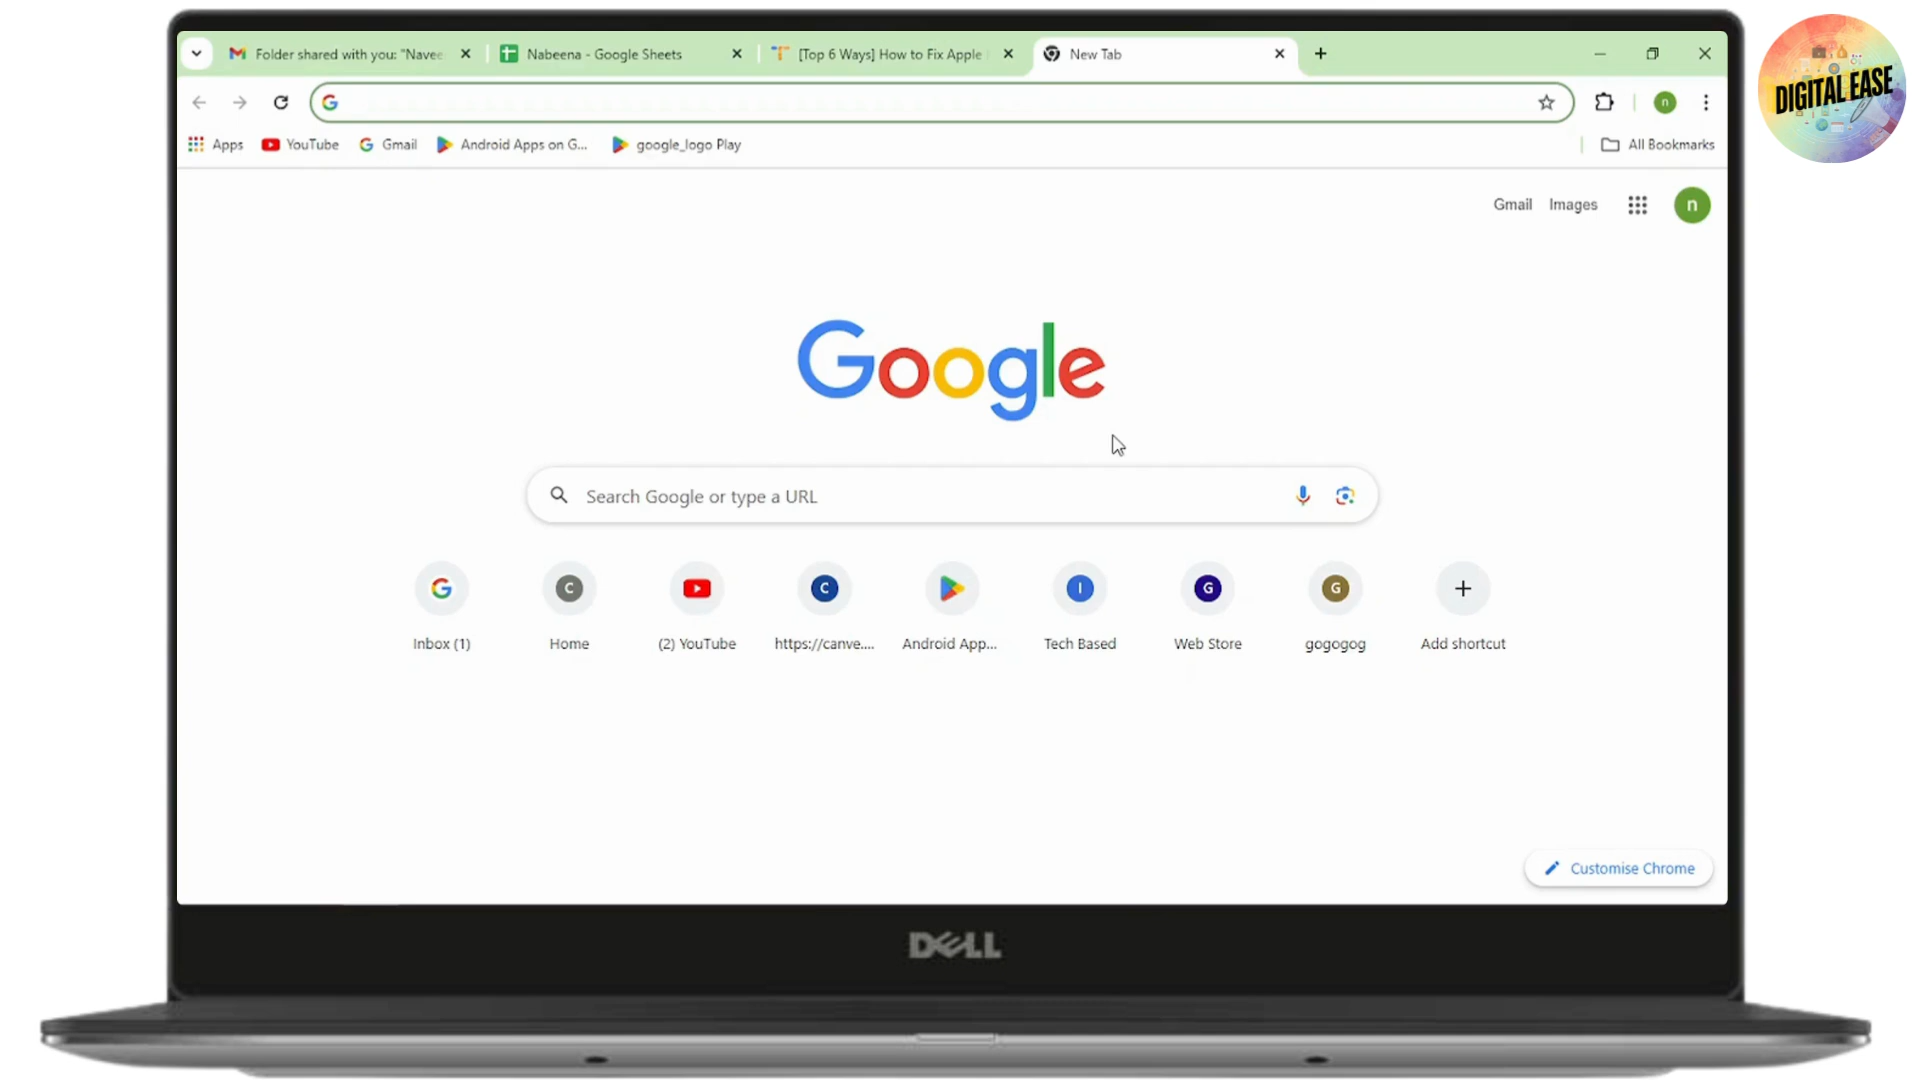 Folder shared with you: "Navee
Nabeena - Google Sheets
[Top 6 Ways] How to Fix Apple
New Tab
DIGITAL EASE
G
n
Apps
YouTube
G Gmail
Android Apps on G...
google_logo Play
All Bookmarks
Gmail
Images
n
Google
Search Google or type a URL
G
C
C
I
G
G
Inbox (1)
Home
(2) YouTube
https://canve....
Android App...
Tech Based
Web Store
gogogog
Add shortcut
Customise Chrome
DELL